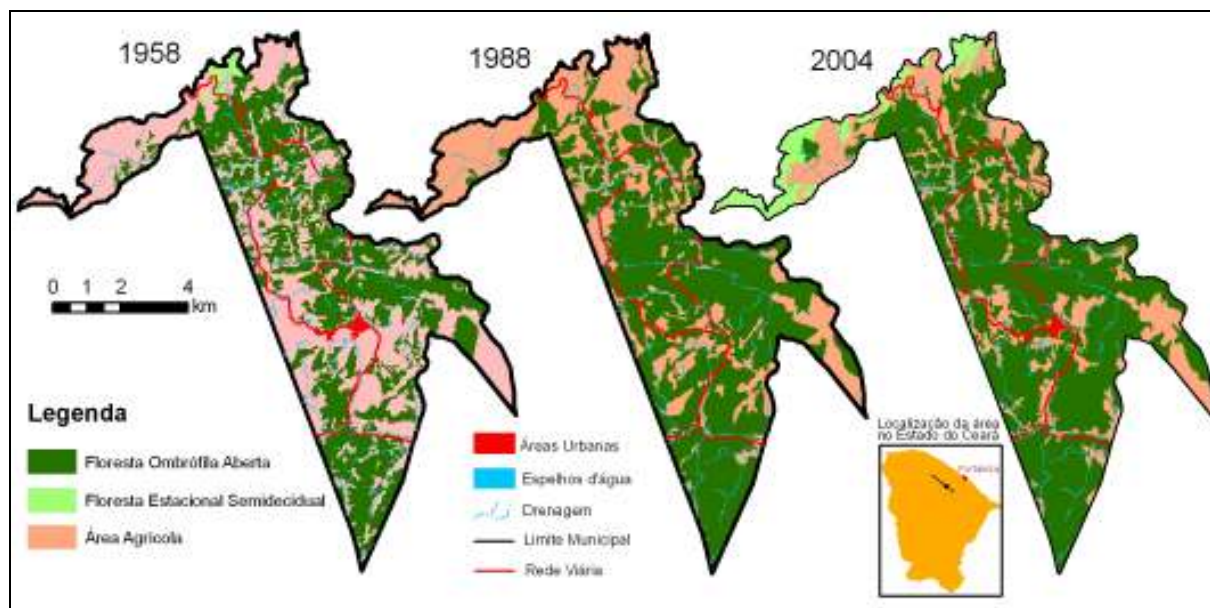 1958
1988
2004
0 1 2 4
km
Legenda
Floresta Ombrófila Aberta
Floresta Estacional Semidecidual
Área Agrícola
Áreas Urbanas
Espelhos d'água
Drenagem
Limite Municipal
Rede Viária
Localização da área
no Estado do Ceará
Fortaleza